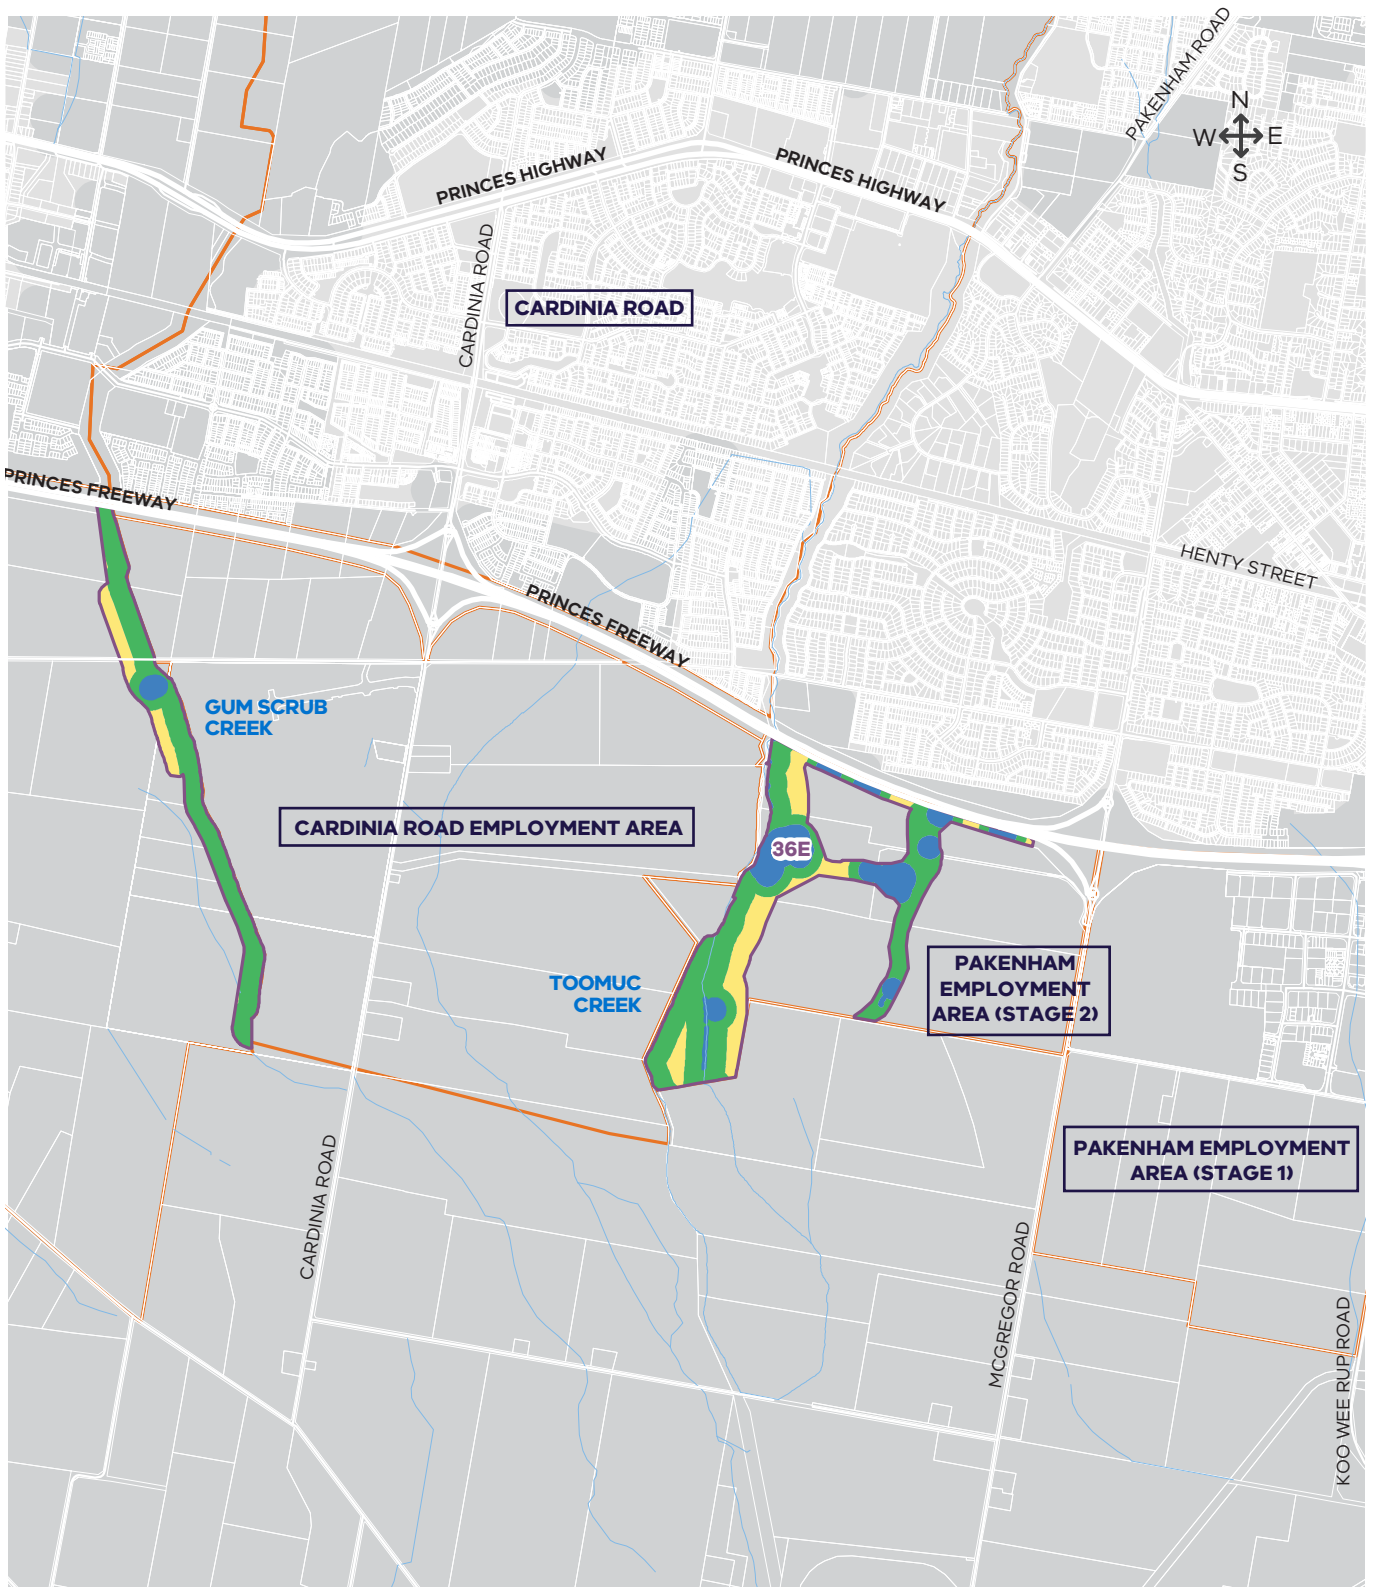 PAKENHAM ROAD
N
W E
S
PRINCES HIGHWAY
PRINCES HIGHWAY
CARDINIA ROAD
CARDINIA ROAD
PRINCES FREEWAY
HENTY STREET
PRINCES FREEWAY
GUM SCRUB
CREEK
CARDINIA ROAD EMPLOYMENT AREA
36E
TOOMUC
CREEK
PAKENHAM
EMPLOYMENT
AREA (STAGE 2)
PAKENHAM EMPLOYMENT
AREA (STAGE 1)
CARDINIA ROAD
MCGREGOR ROAD
KOO WEE RUP ROAD